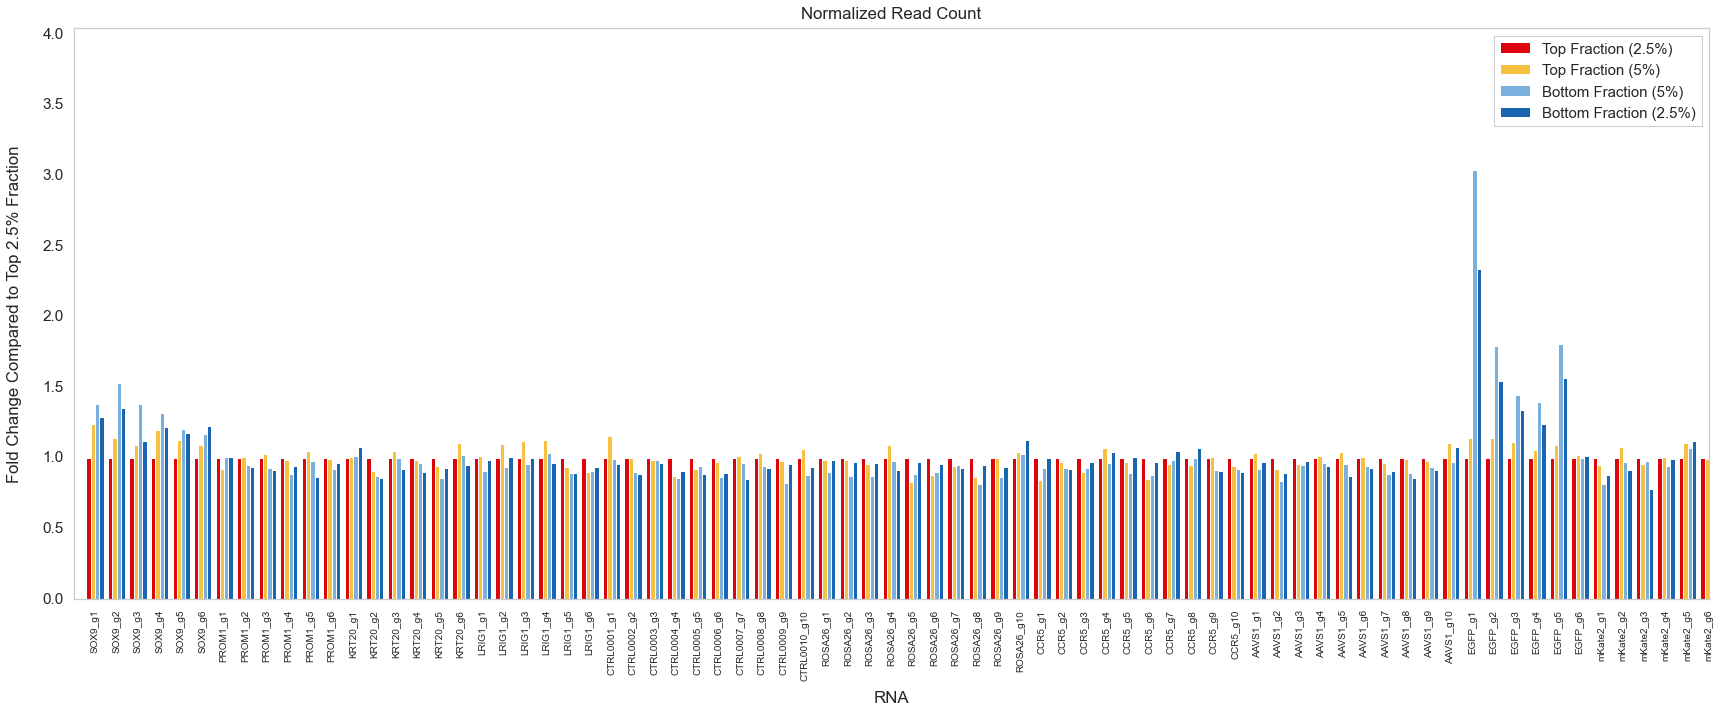 Normalized Read Count
Fold Change Compared to Top 2.5% Fraction
4.0
3.5
3.0
2.5
2.0
1.5
1.0
0.5
0.0
Top Fraction (2.5%)
Top Fraction (5%)
Bottom Fraction (5%)
Bottom Fraction (2.5%)
SOX9_g1
SOX9_g2
SOX9_g3
SOX9_g4
SOX9_g5
SOX9_g6
PROM1_g1
PROM1_g2
PROM1_g3
PROM1_g4
PROM1_g5
PROM1_g6
KRT20_g1
KRT20_g2
KRT20_g3
KRT20_g4
KRT20_g5
KRT20_g6
LRIG1_g1
LRIG1_g2
LRIG1_g3
LRIG1_g4
LRIG1_g5
LRIG1_g6
CTRL0001_g1
CTRL0002_g2
CTRL0003_g3
CTRL0004_g4
CTRL0005_g5
CTRL0006_g6
CTRL0007_g7
CTRL0008_g8
CTRL0009_g9
CTRL0010_g10
ROSA26_g1
ROSA26_g2
ROSA26_g3
ROSA26_g4
ROSA26_g5
ROSA26_g6
ROSA26_g7
ROSA26_g8
ROSA26_g9
ROSA26_g10
CCR5_g1
CCR5_g2
CCR5_g3
CCR5_g4
CCR5_g5
CCR5_g6
CCR5_g7
CCR5_g8
CCR5_g9
CCR5_g10
AAVS1_g1
AAVS1_g2
AAVS1_g3
AAVS1_g4
AAVS1_g5
AAVS1_g6
AAVS1_g7
AAVS1_g8
AAVS1_g9
AAVS1_g10
EGFP_g1
EGFP_g2
EGFP_g3
EGFP_g4
EGFP_g5
EGFP_g6
mKate2_g1
mKate2_g2
mKate2_g3
mKate2_g4
mKate2_g5
mKate2_g6
RNA